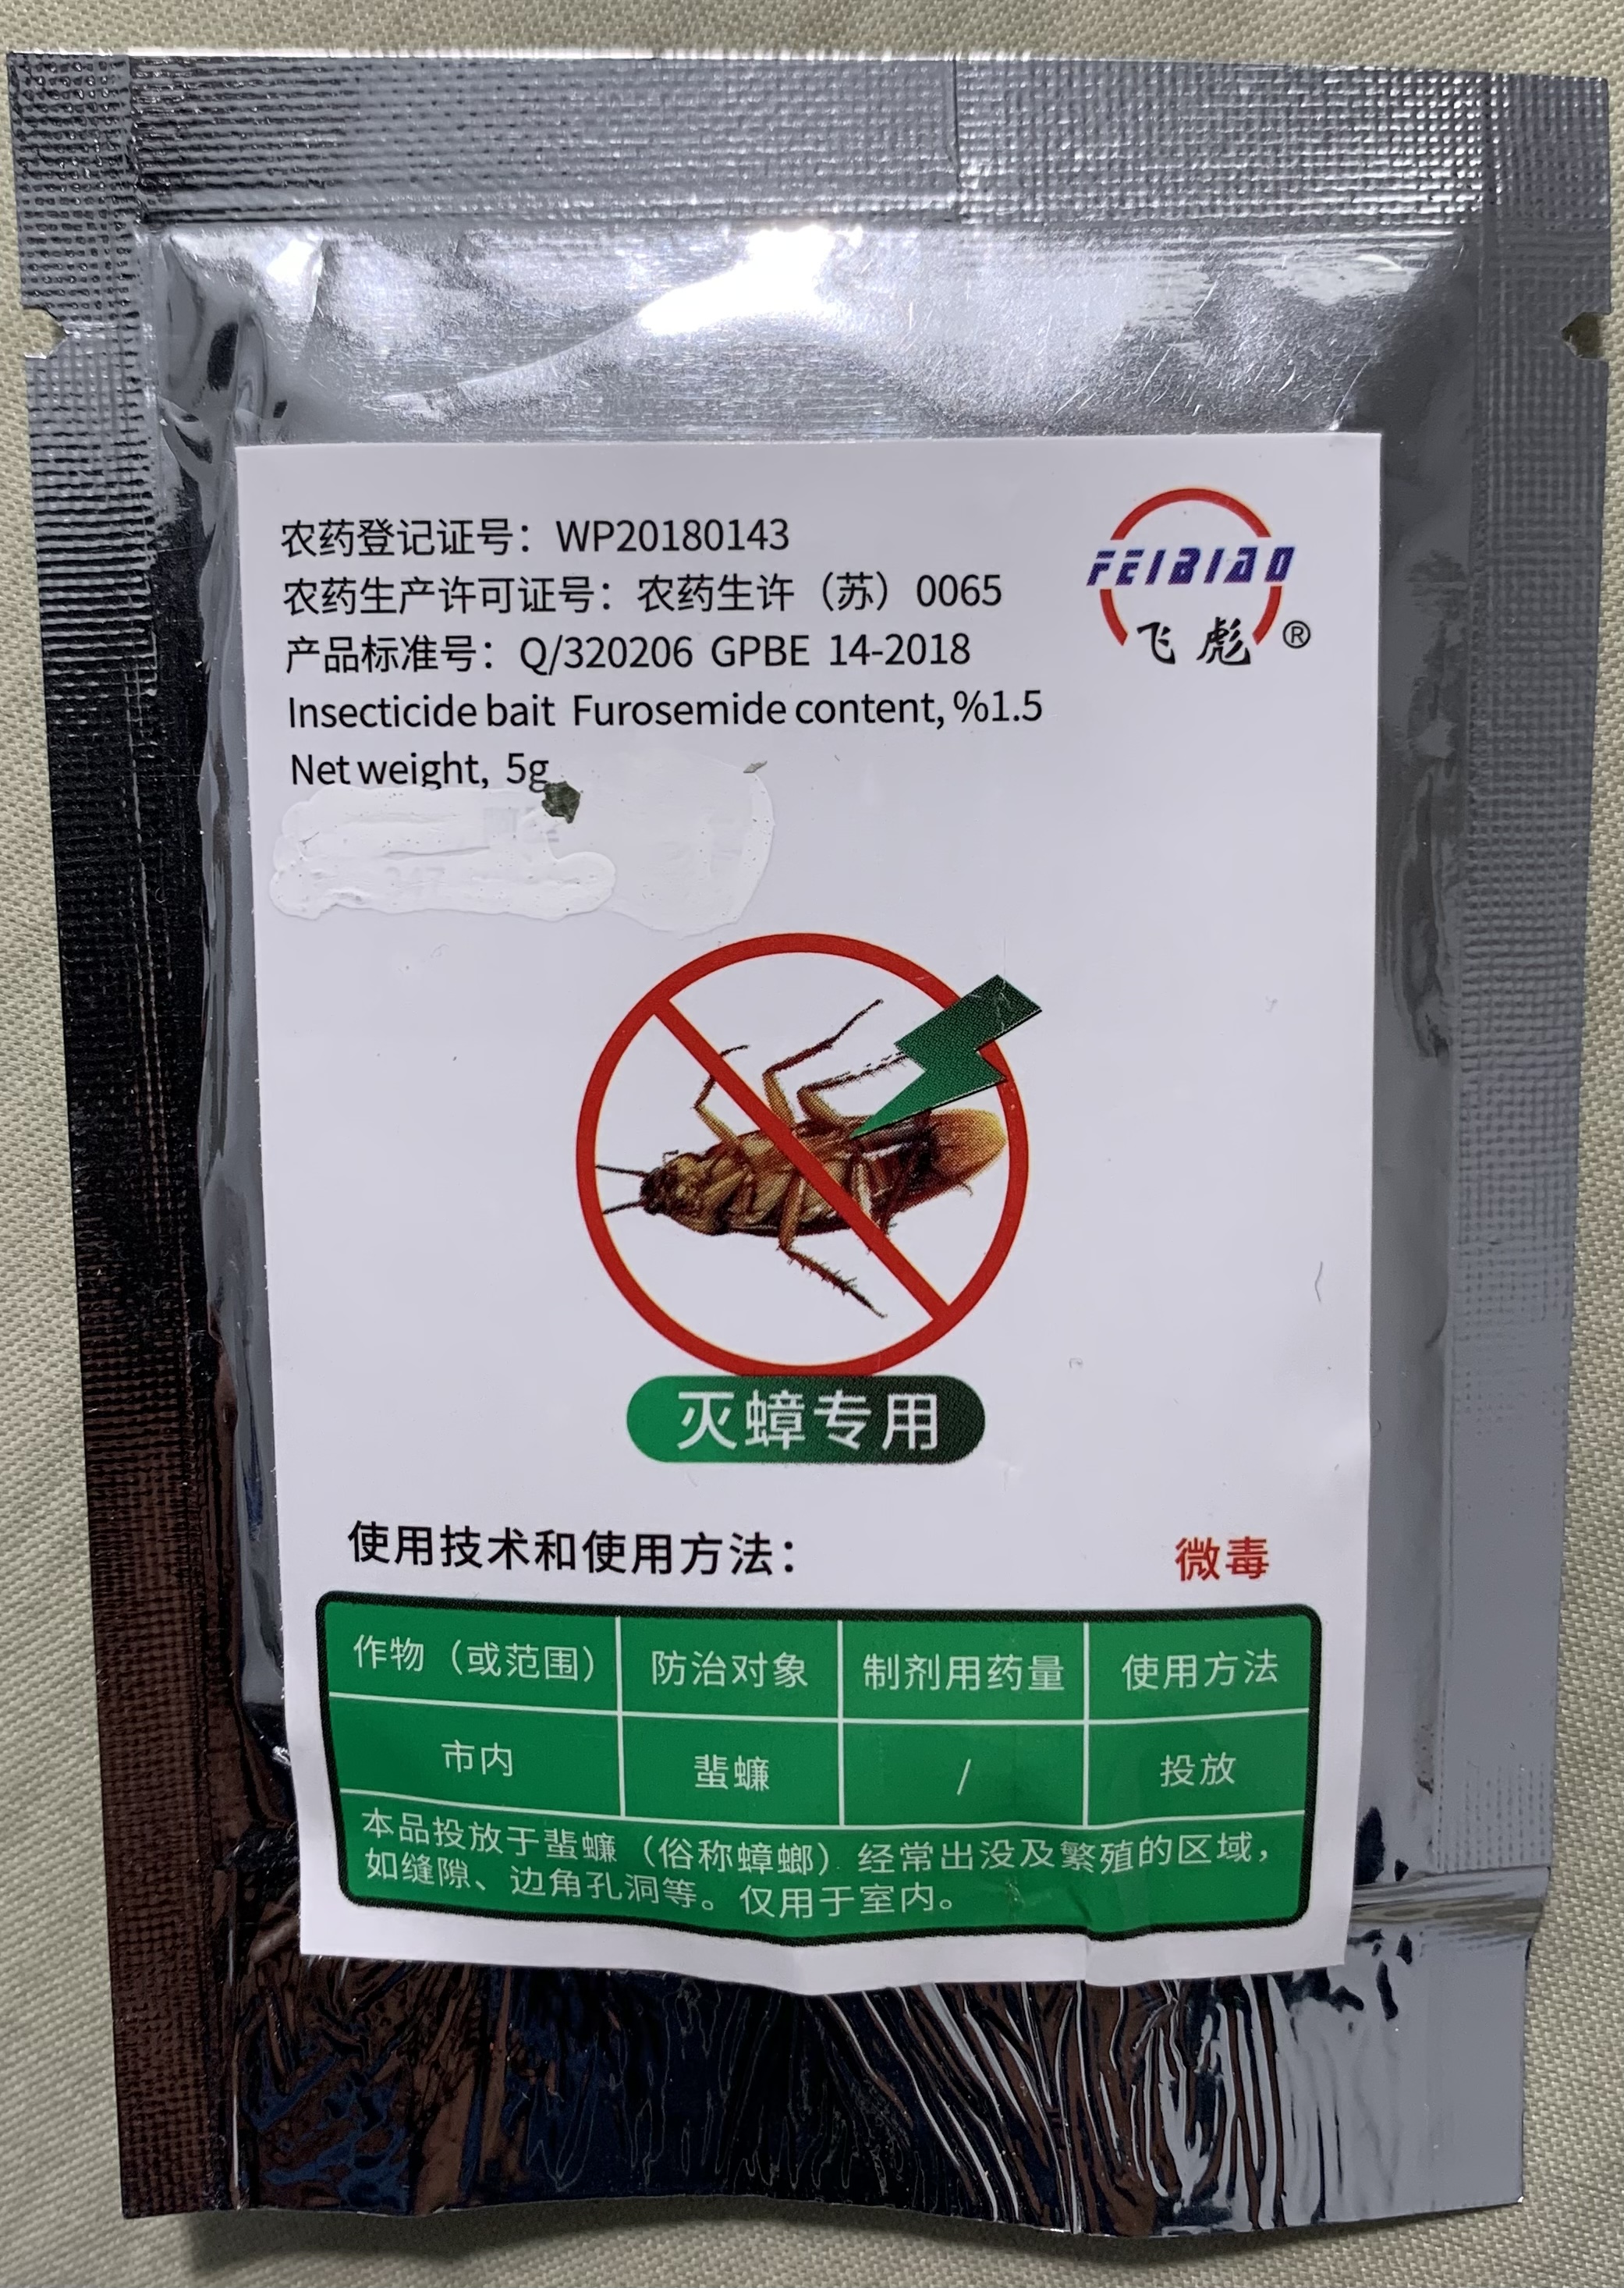 农药登记证号：WP20180143
农药生产许可证号：农药生许（苏）0065
产品标准号：Q/320206 GPBE 14-2018
Insecticide bait Furosemide content, %1.5
Net weight, 5g
FEIBIAO
飞彪®
灭蟑专用
使用技术和使用方法：
微毒
作物（或范围） 防治对象 制剂用药量 使用方法
市内 蜚蠊 / 投放
本品投放于蜚蠊（俗称蟑螂）经常出没及繁殖的区域，
如缝隙、边角孔洞等。仅用于室内。